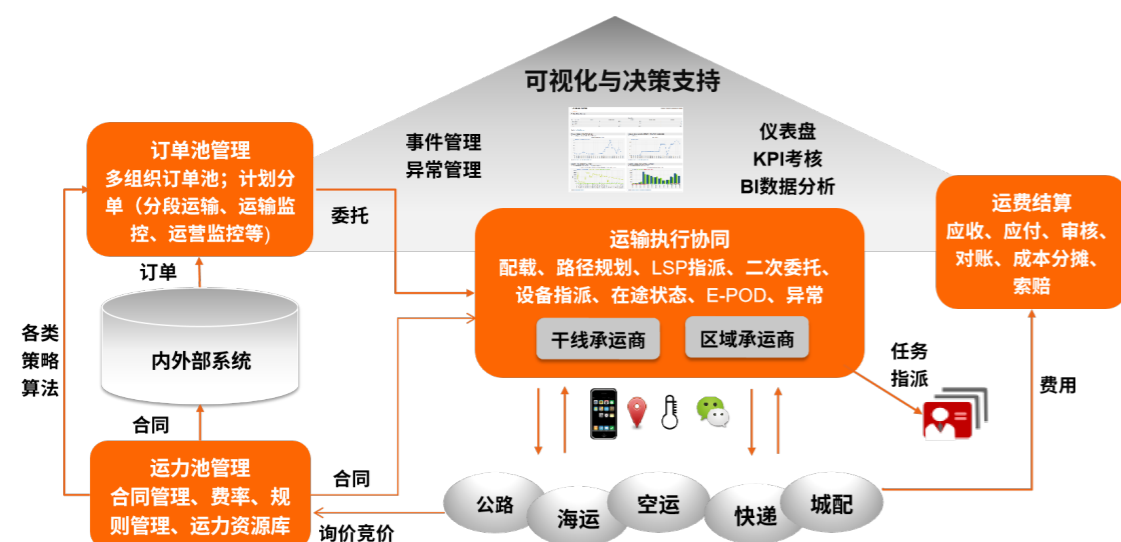 可视化与决策支持
事件管理
异常管理
仪表盘
KPI考核
BI数据分析
订单池管理
多组织订单池；计划分
单（分段运输、运输监
控、运营监控等)
委托
运输执行协同
配载、路径规划、LSP指派、二次委托、
设备指派、在途状态、E-POD、异常
干线承运商
区域承运商
运费结算
应收、应付、审核、
对账、成本分摊、
索赔
订单
内外部系统
各类
策略
算法
合同
任务
指派
费用
运力池管理
合同管理、费率、规
则管理、运力资源库
合同
询价竞价
公路
海运
空运
快递
城配